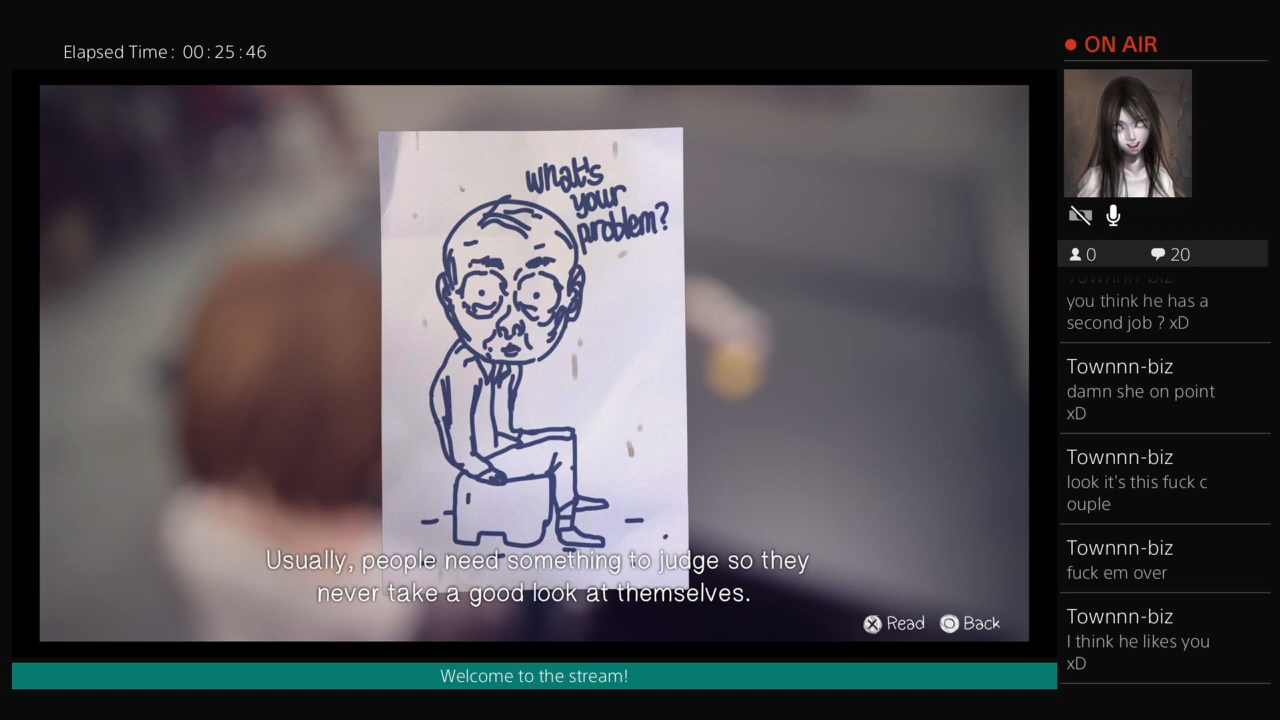 Elapsed Time: 00:25:46
ON AIR
what's
your
problem?
Usually, people need something to judge so they
never take a good look at themselves.
Read
Back
Welcome to the stream!
0
20
Townnn-biz
you think he has a
second job ? xD
Townnn-biz
damn she on point
xD
Townnn-biz
look it's this fuck c
ouple
Townnn-biz
fuck em over
Townnn-biz
I think he likes you
xD